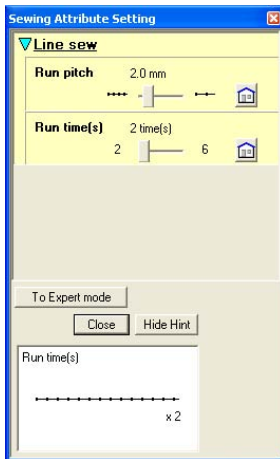 Sewing Attribute Setting
Line sew
Run pitch 2.0 mm
Run time(s) 2 time(s)
2 6
To Expert mode
Close Hide Hint
Run time(s)
x 2